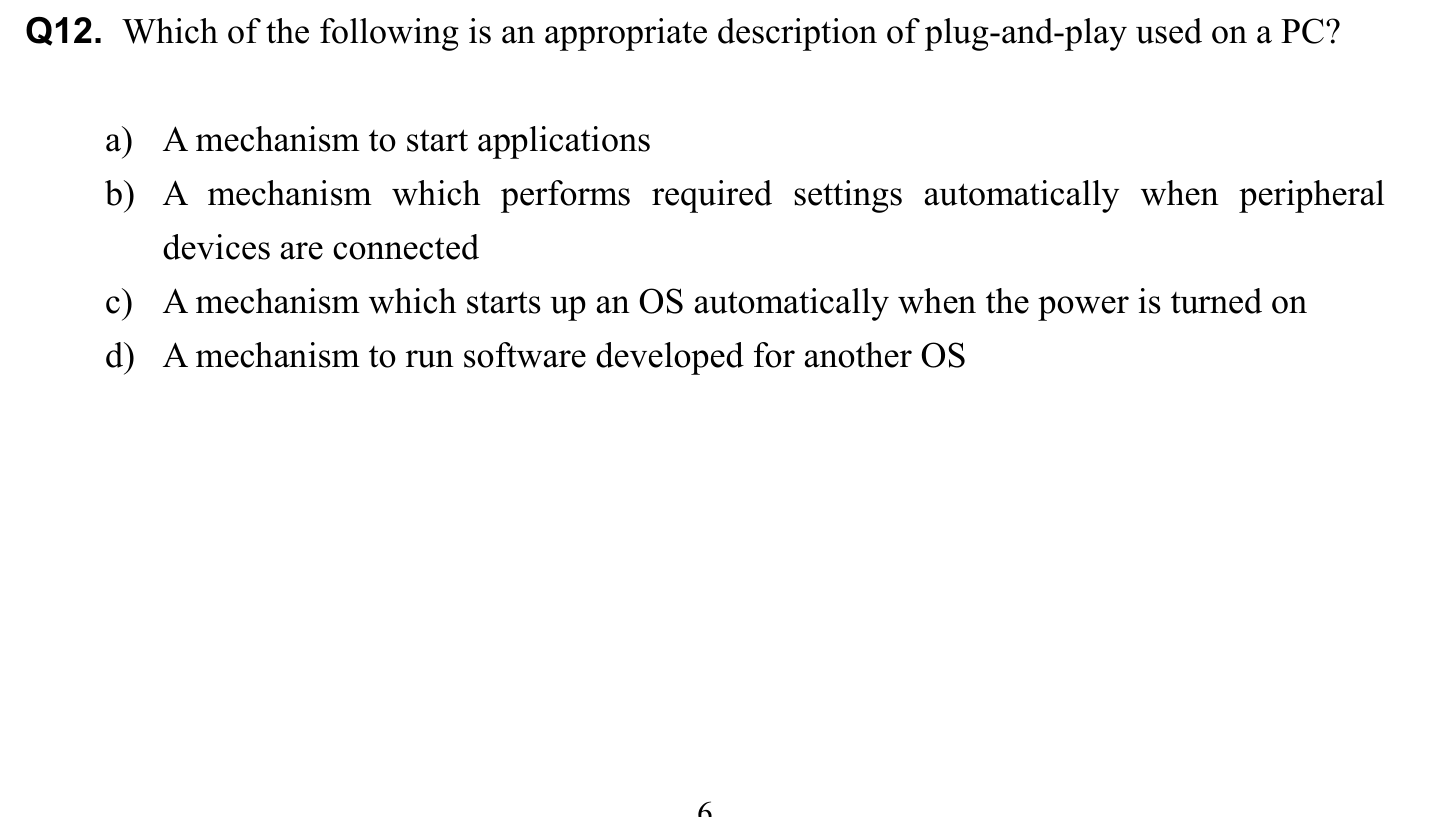 Q12. Which of the following is an appropriate description of plug-and-play used on a PC?
a) A mechanism to start applications
b) A mechanism which performs required settings automatically when peripheral
devices are connected
c) A mechanism which starts up an OS automatically when the power is turned on
d) A mechanism to run software developed for another OS
6